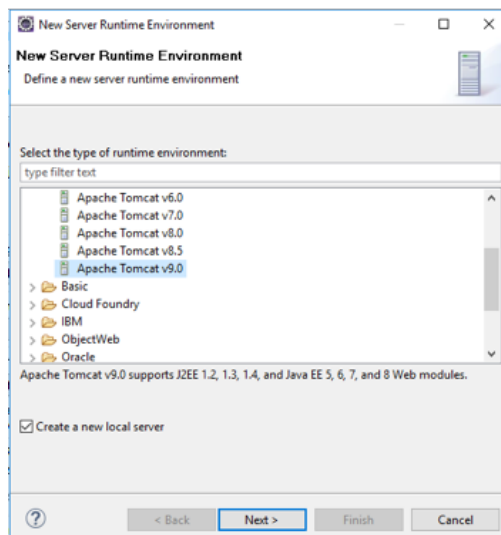 New Server Runtime Environment
New Server Runtime Environment
Define a new server runtime environment
Select the type of runtime environment:
type filter text
Apache Tomcat v6.0
Apache Tomcat v7.0
Apache Tomcat v8.0
Apache Tomcat v8.5
Apache Tomcat v9.0
Basic
Cloud Foundry
IBM
ObjectWeb
Oracle
Apache Tomcat v9.0 supports J2EE 1.2, 1.3, 1.4, and Java EE 5, 6, 7, and 8 Web modules.
Create a new local server
? < Back Next > Finish Cancel